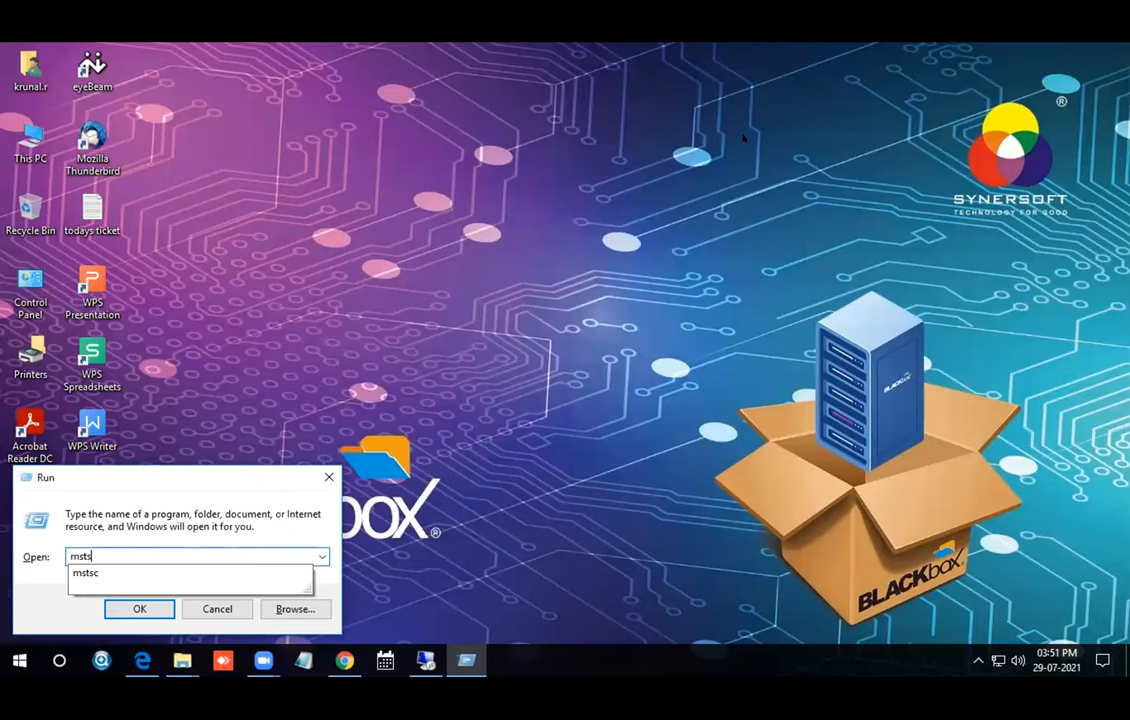 krunal.r
eyeBeam
This PC
Mozilla
Thunderbird
Recycle Bin
todays ticket
Control
Panel
WPS
Presentation
Printers
WPS
Spreadsheets
Acrobat
Reader DC
WPS Writer
®
SYNERSOFT
TECHNOLOGY FOR GOOD
BLACKbox
BLACKbox
box®
Run
Type the name of a program, folder, document, or Internet
resource, and Windows will open it for you.
Open:
msts
mstsc
OK
Cancel
Browse...
03:51 PM
29-07-2021